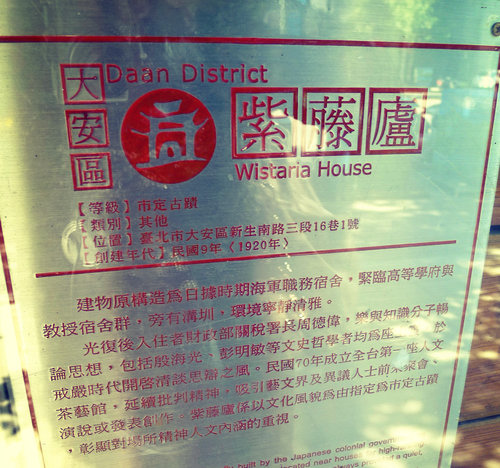 大安區
Daan District
紫藤廬
Wistaria House
【等級】市定古蹟
【類別】其他
【位置】臺北市大安區新生南路三段16巷1號
【創建年代】民國9年〈1920年〉
建物原構造為日據時期海軍職務宿舍，緊臨高等學府與
教授宿舍群，旁有溝圳，環境寧靜清雅。
光復後入住者財政部關稅署長周德偉，樂與知識分子暢
論思想，包括殷海光、彭明敏等文史哲學者均為座 於
戒嚴時代開啓清談思辯之風。民國70年成立全台第一座人文
茶藝館，延續批判精神，吸引藝文界及異議人士前來聚會、
演說或發表創作。紫藤廬係以文化風貌為由指定為市定古蹟
，彰顯對場所精神人文內涵的重視。
built by the Japanese colonial govern
located near houses for high-
always p of a quiet,